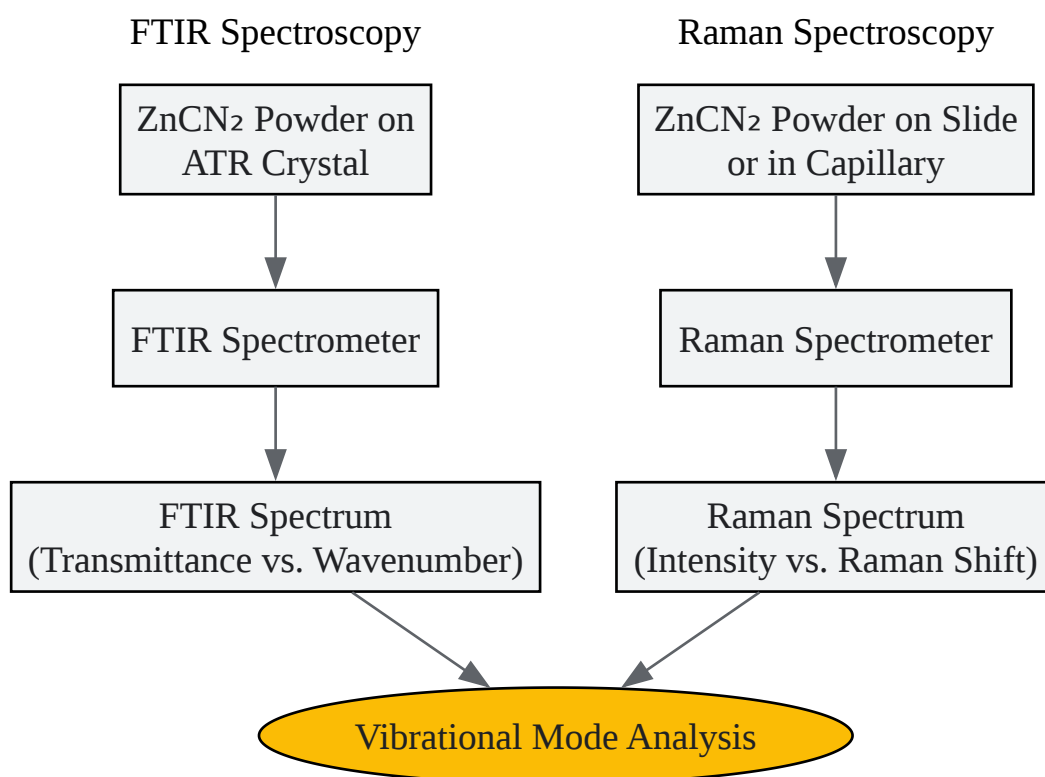 FTIR Spectroscopy
ZnCN₂ Powder on
ATR Crystal
FTIR Spectrometer
FTIR Spectrum
(Transmittance vs. Wavenumber)
Raman Spectroscopy
ZnCN₂ Powder on Slide
or in Capillary
Raman Spectrometer
Raman Spectrum
(Intensity vs. Raman Shift)
Vibrational Mode Analysis